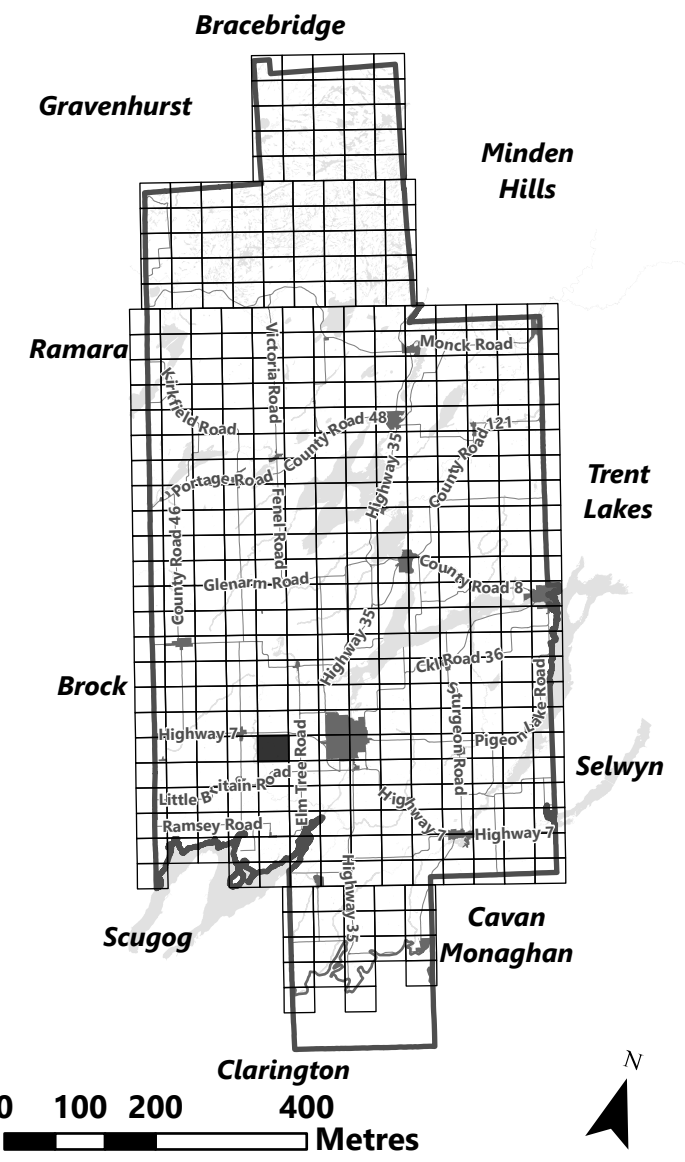 Bracebridge
Gravenhurst
Minden
Hills
Ramara
Monck Road
Victoria Road
Kirkfield Road
County Road 48
Highway 35
County Road 121
Portage Road
Trent
Lakes
County Road 46
Fenel Road
Glenarm Road
County Road 8
Highway 35
Ckl Road 36
Brock
Sturgeon Road
Pigeon Lake Road
Highway 7
Elm Tree Road
Selwyn
Little Britain Road
Highway 7
Highway 7
Ramsey Road
Highway 35
Scugog
Cavan
Monaghan
Clarington
N
0 100 200 400
Metres